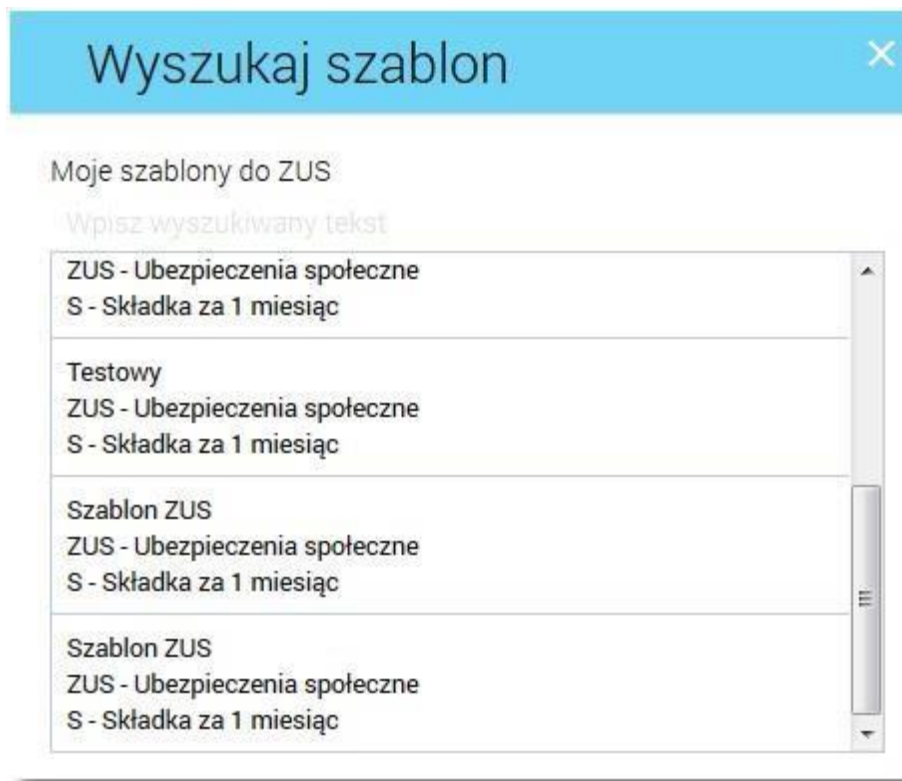 Wyszukaj szablon
Moje szablony do ZUS
Wpisz wyszukiwany tekst
ZUS - Ubezpieczenia społeczne
S - Składka za 1 miesiąc
Testowy
ZUS - Ubezpieczenia społeczne
S - Składka za 1 miesiąc
Szablon ZUS
ZUS - Ubezpieczenia społeczne
S - Składka za 1 miesiąc
Szablon ZUS
ZUS - Ubezpieczenia społeczne
S - Składka za 1 miesiąc